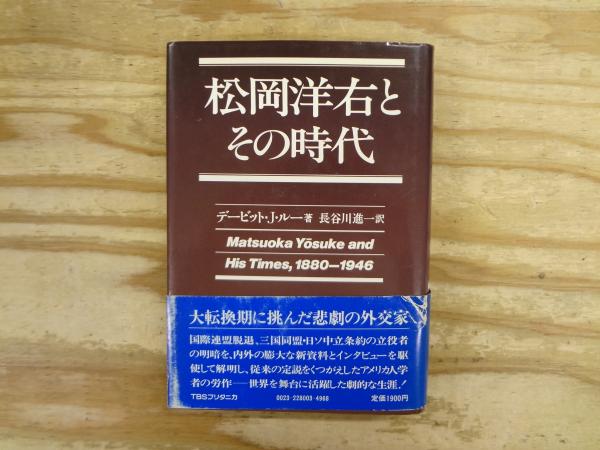 松岡洋右と
その時代
デービット・J・ルー著 長谷川進一訳
Matsuoka Yōsuke and
His Times, 1880—1946
大転換期に挑んだ悲劇の外交家
国際連盟脱退、三国同盟・日ソ中立条約の立役者
の明暗を、内外の膨大な新資料とインタビューを駆
使して解明し、従来の定説をくつがえしたアメリカ人学
者の労作──世界を舞台に活躍した劇的な生涯!
TBSブリタニカ 0023-228003-4968 定価1900円